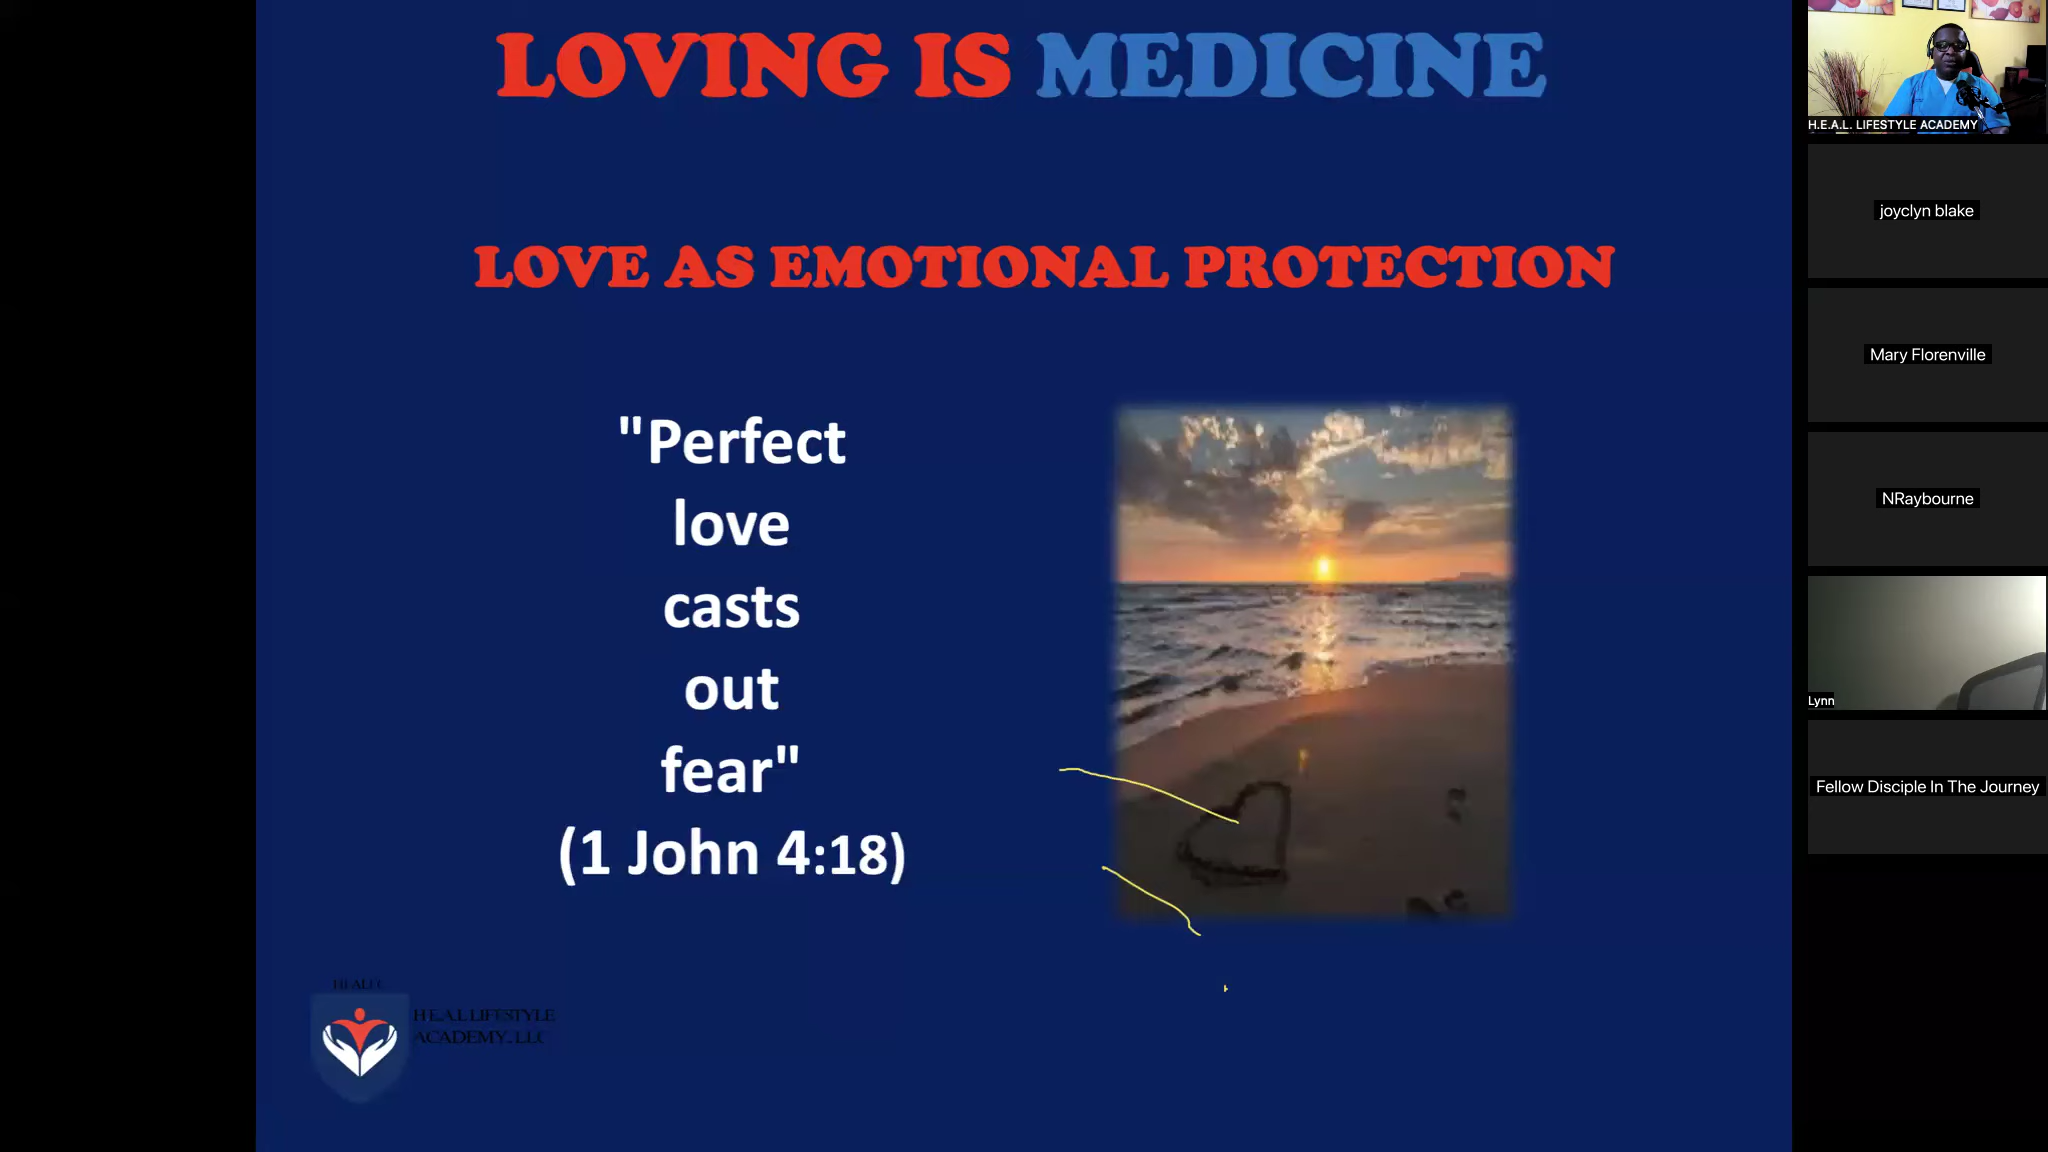 LOVING IS MEDICINE
LOVE AS EMOTIONAL PROTECTION
"Perfect
love
casts
out
fear"
(1 John 4:18)
H.E.A.L LIFESTYLE
ACADEMY, LLC
H.E.A.L. LIFESTYLE ACADEMY
joyclyn blake
Mary Florenville
NRaybourne
Lynn
Fellow Disciple In The Journey